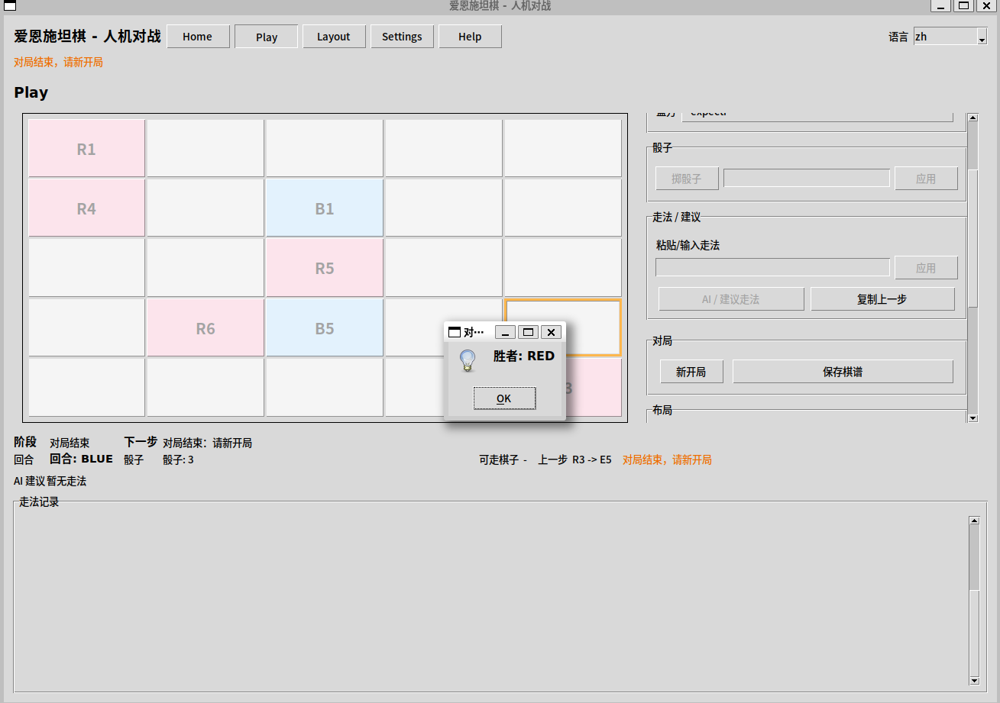 爱恩施坦棋 - 人机对战
爱恩施坦棋 - 人机对战 Home Play Layout Settings Help 语言 zh
对局结束，请新开局
Play
R1
R4 B1
R5
R6 B5
3
骰子
掷骰子 应用
走法 / 建议
粘贴/输入走法
应用
AI / 建议走法 复制上一步
对局
新开局 保存棋谱
布局
对···
胜者: RED
OK
阶段 对局结束 下一步 对局结束：请新开局
回合 回合: BLUE 骰子 骰子: 3 可走棋子 - 上一步 R3 -> E5 对局结束，请新开局
AI 建议 暂无走法
走法记录